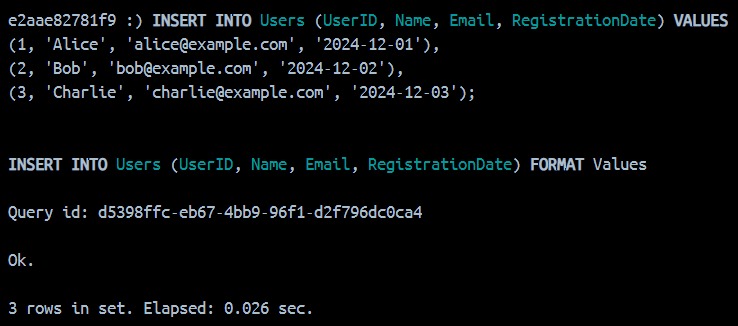 e2aae82781f9 :) INSERT INTO Users (UserID, Name, Email, RegistrationDate) VALUES
(1, 'Alice', 'alice@example.com', '2024-12-01'),
(2, 'Bob', 'bob@example.com', '2024-12-02'),
(3, 'Charlie', 'charlie@example.com', '2024-12-03');
INSERT INTO Users (UserID, Name, Email, RegistrationDate) FORMAT Values
Query id: d5398ffc-eb67-4bb9-96f1-d2f796dc0ca4
Ok.
3 rows in set. Elapsed: 0.026 sec.